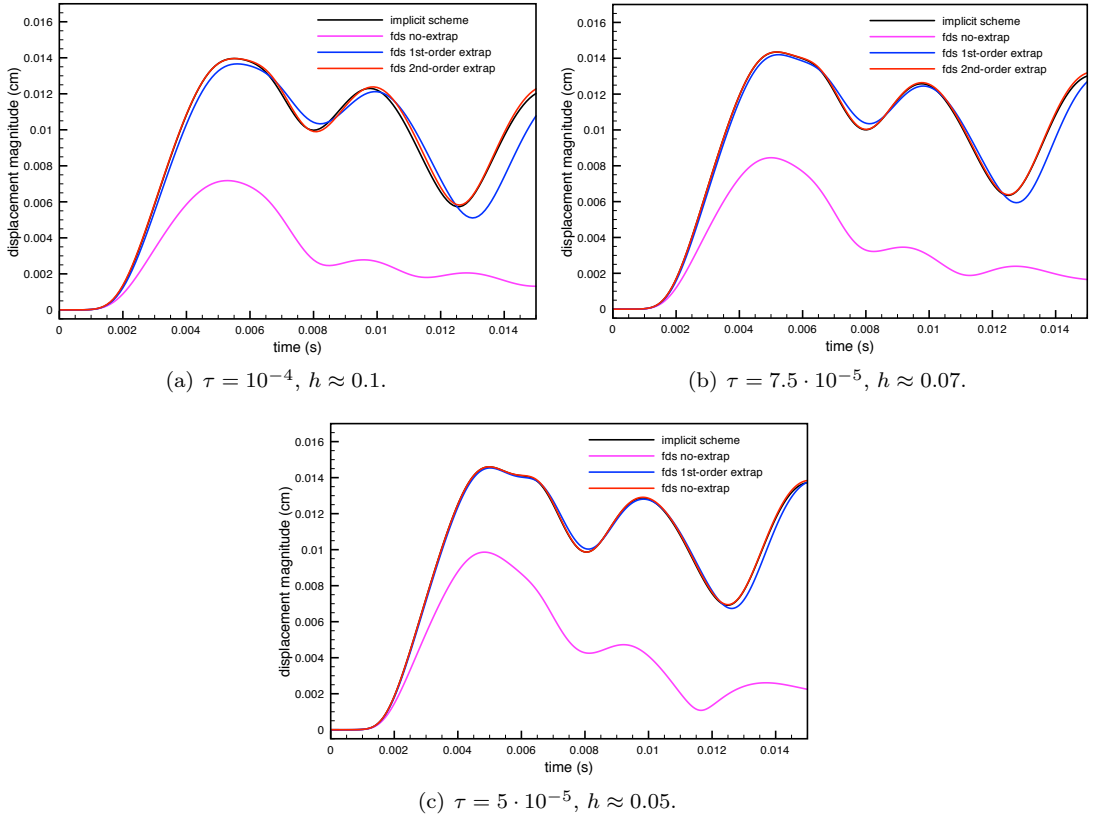 0.016
0.014
0.012
0.01
0.008
0.006
0.004
0.002
0
displacement magnitude (cm)
implicit scheme
fds no-extrap
fds 1st-order extrap
fds 2nd-order extrap
0 0.002 0.004 0.006 0.008 0.01 0.012 0.014
time (s)
(a) τ = 10⁻⁴, h ≈ 0.1.
0.016
0.014
0.012
0.01
0.008
0.006
0.004
0.002
0
displacement magnitude (cm)
implicit scheme
fds no-extrap
fds 1st-order extrap
fds 2nd-order extrap
0 0.002 0.004 0.006 0.008 0.01 0.012 0.014
time (s)
(b) τ = 7.5 · 10⁻⁵, h ≈ 0.07.
0.016
0.014
0.012
0.01
0.008
0.006
0.004
0.002
0
displacement magnitude (cm)
implicit scheme
fds no-extrap
fds 1st-order extrap
fds no-extrap
0 0.002 0.004 0.006 0.008 0.01 0.012 0.014
time (s)
(c) τ = 5 · 10⁻⁵, h ≈ 0.05.